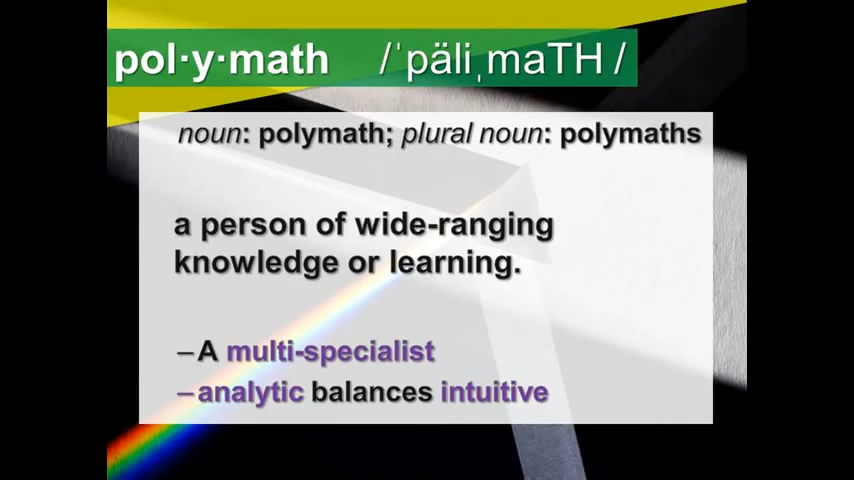 pol·y·math /ˈpäliˌmaTH /
noun: polymath; plural noun: polymaths
a person of wide-ranging
knowledge or learning.
–A multi-specialist
–analytic balances intuitive